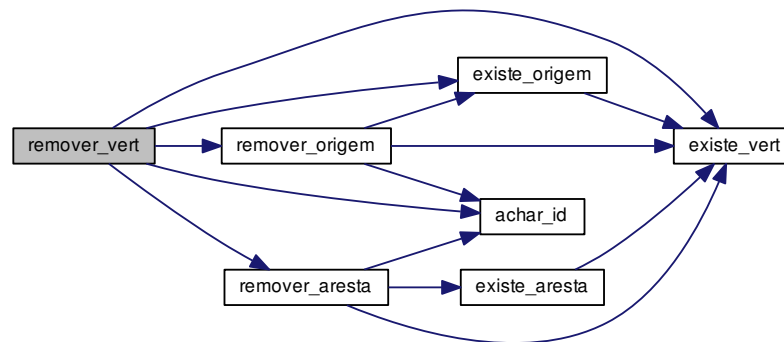 remover_vert
remover_origem
remover_aresta
existe_origem
achar_id
existe_aresta
existe_vert